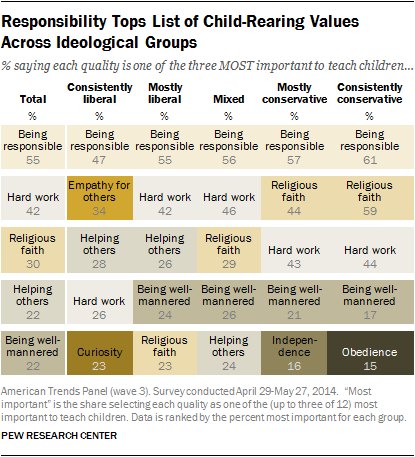 Responsibility Tops List of Child-Rearing Values
Across Ideological Groups
% saying each quality is one of the three MOST important to teach children...
Total Consistently liberal Mostly liberal Mixed Mostly conservative Consistently conservative
% % % % % %
Being responsible 55 Being responsible 47 Being responsible 55 Being responsible 56 Being responsible 57 Being responsible 61
Hard work 42 Empathy for others 34 Hard work 42 Hard work 46 Religious faith 44 Religious faith 59
Religious faith 30 Helping others 28 Helping others 26 Religious faith 29 Hard work 43 Hard work 44
Helping others 22 Hard work 26 Being well-mannered 24 Being well-mannered 26 Being well-mannered 21 Being well-mannered 17
Being well-mannered 22 Curiosity 23 Religious faith 23 Helping others 24 Indepen-dence 16 Obedience 15
American Trends Panel (wave 3). Survey conducted April 29-May 27, 2014. “Most
important” is the share selecting each quality as one of the (up to three of 12) most
important to teach children. Data is ranked by the percent most important for each group.
PEW RESEARCH CENTER